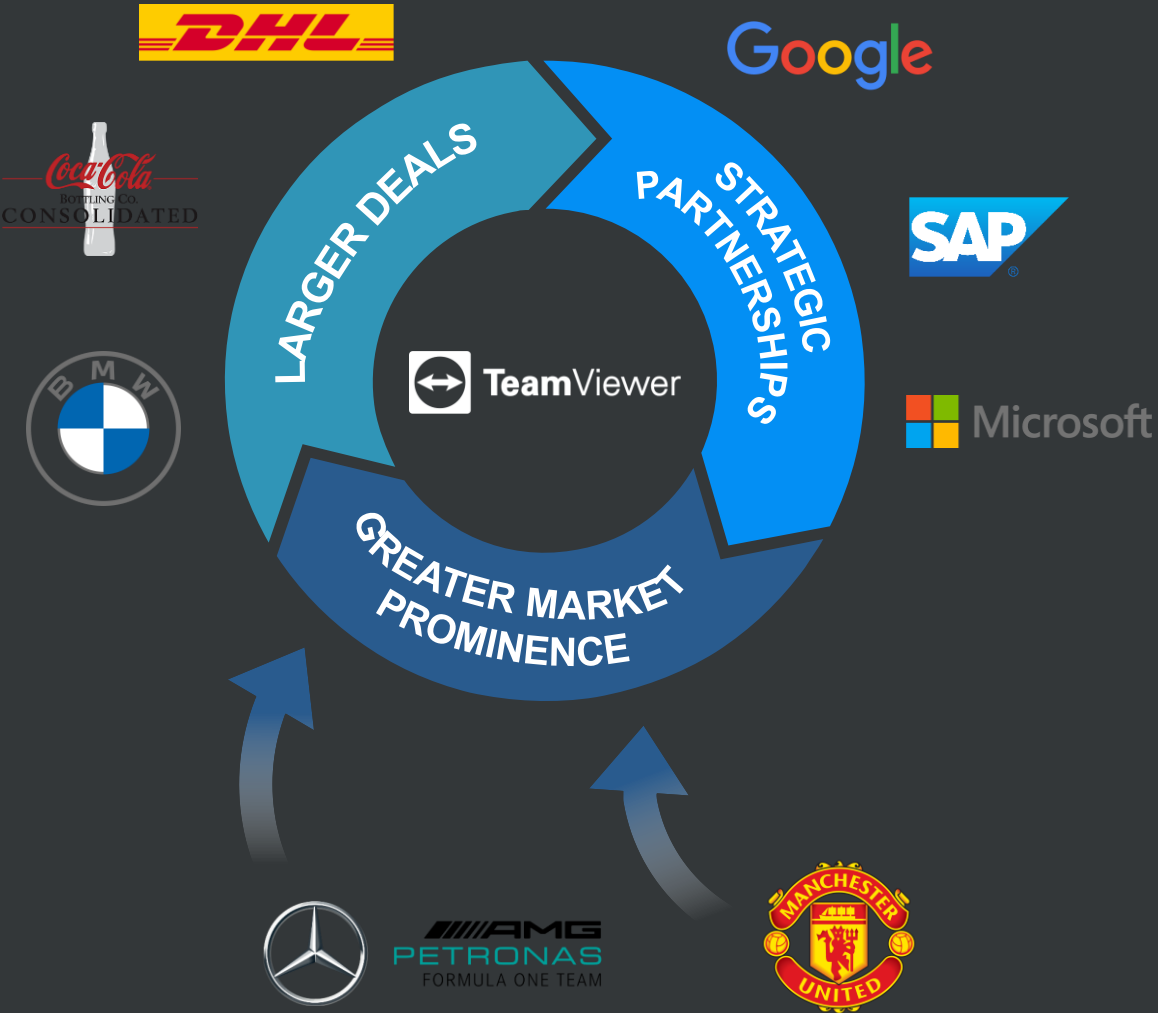 DHL
Google
Coca-Cola
BOTTLING CO.
CONSOLIDATED
LARGER DEALS
STRATEGIC
PARTNERSHIPS
SAP
®
BMW
TeamViewer
Microsoft
GREATER MARKET
PROMINENCE
AMG
PETRONAS
FORMULA ONE TEAM
MANCHESTER
UNITED